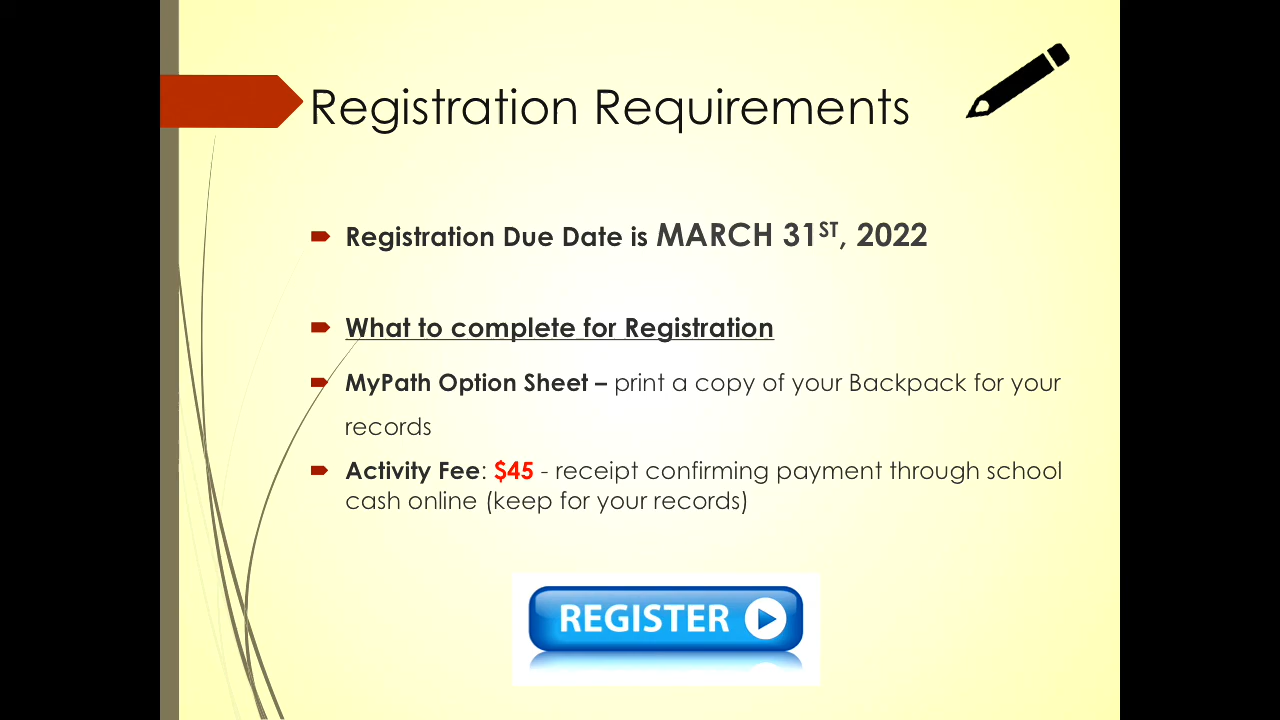 Registration Requirements
Registration Due Date is MARCH 31ST, 2022
What to complete for Registration
MyPath Option Sheet – print a copy of your Backpack for your
records
Activity Fee: $45 - receipt confirming payment through school
cash online (keep for your records)
REGISTER